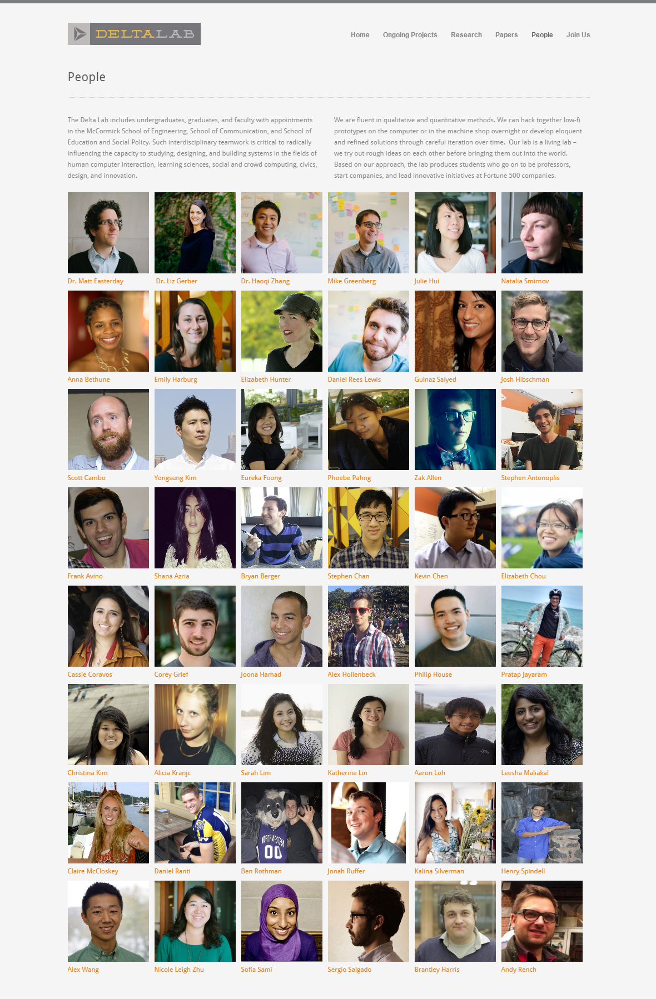 DELTALAB
Home Ongoing Projects Research Papers People Join Us
People
The Delta Lab includes undergraduates, graduates, and faculty with appointments
in the McCormick School of Engineering, School of Communication, and School of
Education and Social Policy. Such interdisciplinary teamwork is critical to radically
influencing the capacity to studying, designing, and building systems in the fields of
human computer interaction, learning sciences, social and crowd computing, civics,
design, and innovation.
We are fluent in qualitative and quantitative methods. We can hack together low-fi
prototypes on the computer or in the machine shop overnight or develop eloquent
and refined solutions through careful iteration over time.  Our lab is a living lab –
we try out rough ideas on each other before bringing them out into the world.
Based on our approach, the lab produces students who go on to be professors,
start companies, and lead innovative initiatives at Fortune 500 companies.
Dr. Matt Easterday Dr. Liz Gerber Dr. Haoqi Zhang Mike Greenberg Julie Hui Natalia Smirnov
Anna Bethune Emily Harburg Elizabeth Hunter Daniel Rees Lewis Gulnaz Saiyed Josh Hibschman
Scott Cambo Yongsung Kim Eureka Foong Phoebe Pahng Zak Allen Stephen Antonoplis
Frank Avino Shana Azria Bryan Berger Stephen Chan Kevin Chen Elizabeth Chou
Cassie Coravos Corey Grief Joona Hamad Alex Hollenbeck Philip House Pratap Jayaram
Christina Kim Alicia Kranjc Sarah Lim Katherine Lin Aaron Loh Leesha Maliakal
NORTHWESTERN
00
Claire McCloskey Daniel Ranti Ben Rothman Jonah Ruffer Kalina Silverman Henry Spindell
Alex Wang Nicole Leigh Zhu Sofia Sami Sergio Salgado Brantley Harris Andy Rench